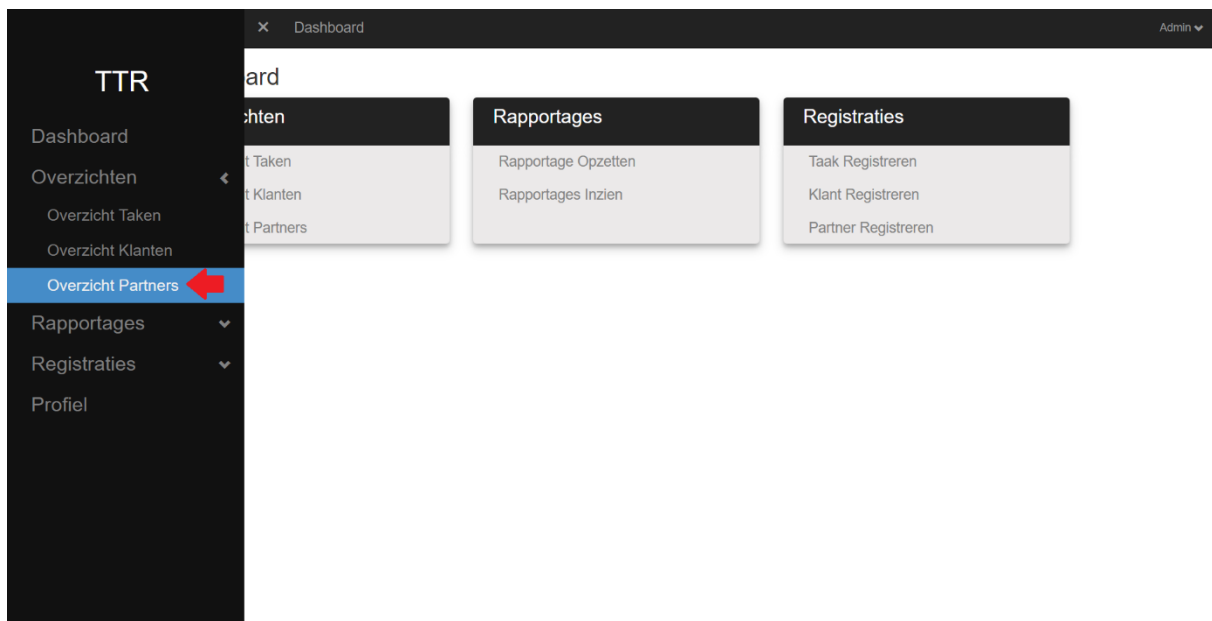 TTR
Dashboard
Overzichten
Overzicht Taken
Overzicht Klanten
Overzicht Partners
Rapportages
Registraties
Profiel
× Dashboard
Admin
ard
chten
t Taken
t Klanten
t Partners
Rapportages
Rapportage Opzetten
Rapportages Inzien
Registraties
Taak Registreren
Klant Registreren
Partner Registreren